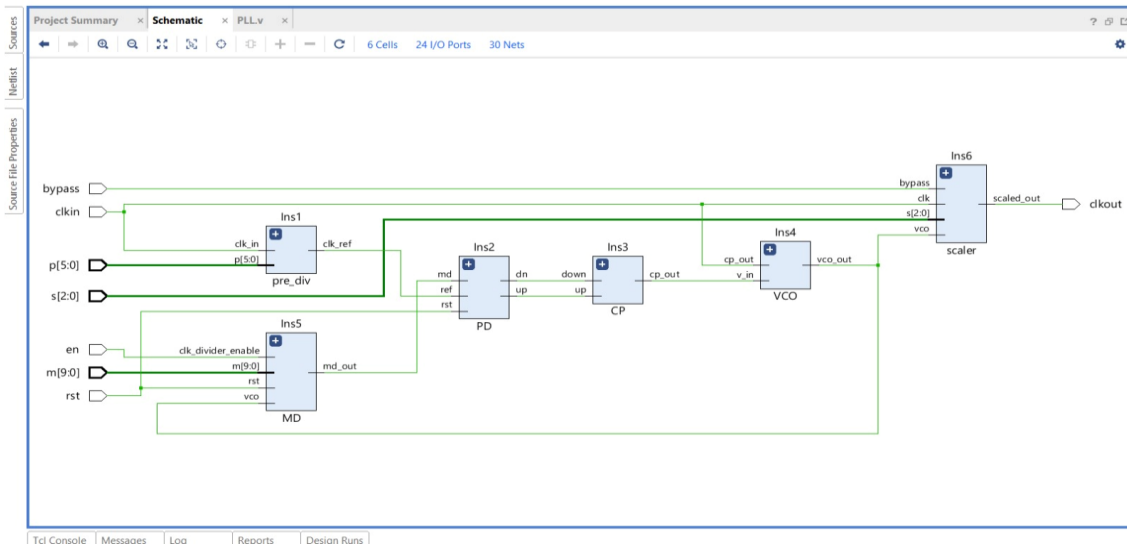 Project Summary × Schematic × PLL.v ×
?
6 Cells 24 I/O Ports 30 Nets
Sources
Netlist
Source File Properties
Ins6
bypass
bypass
clkin
clk
scaled_out
clkout
s[2:0]
vco
scaler
Ins1
clk_in
clk_ref
p[5:0]
p[5:0]
pre_div
s[2:0]
Ins2
md
dn
ref
up
rst
PD
Ins3
down
cp_out
up
CP
Ins4
cp_out
vco_out
v_in
VCO
Ins5
en
clk_divider_enable
m[9:0]
m[9:0]
md_out
rst
rst
vco
MD
Tcl Console Messages Log Reports Design Runs